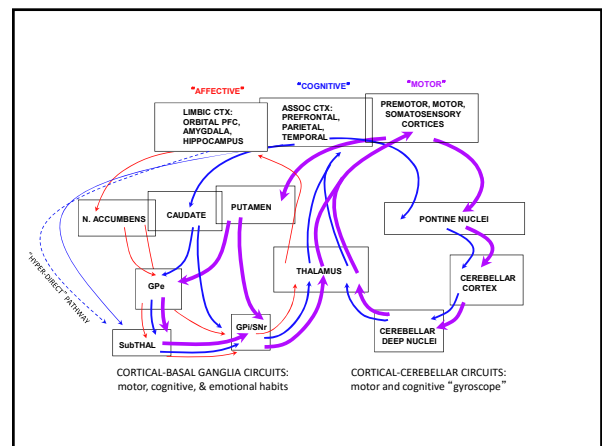 “AFFECTIVE”
“COGNITIVE”
“MOTOR”
LIMBIC CTX:
ORBITAL PFC,
AMYGDALA,
HIPPOCAMPUS
ASSOC CTX:
PREFRONTAL,
PARIETAL,
TEMPORAL
PREMOTOR, MOTOR,
SOMATOSENSORY
CORTICES
N. ACCUMBENS
CAUDATE
PUTAMEN
PONTINE NUCLEI
“HYPER-DIRECT” PATHWAY
GPe
THALAMUS
CEREBELLAR
CORTEX
SubTHAL
GPi/SNr
CEREBELLAR
DEEP NUCLEI
CORTICAL-BASAL GANGLIA CIRCUITS:
motor, cognitive, & emotional habits
CORTICAL-CEREBELLAR CIRCUITS:
motor and cognitive “gyroscope”